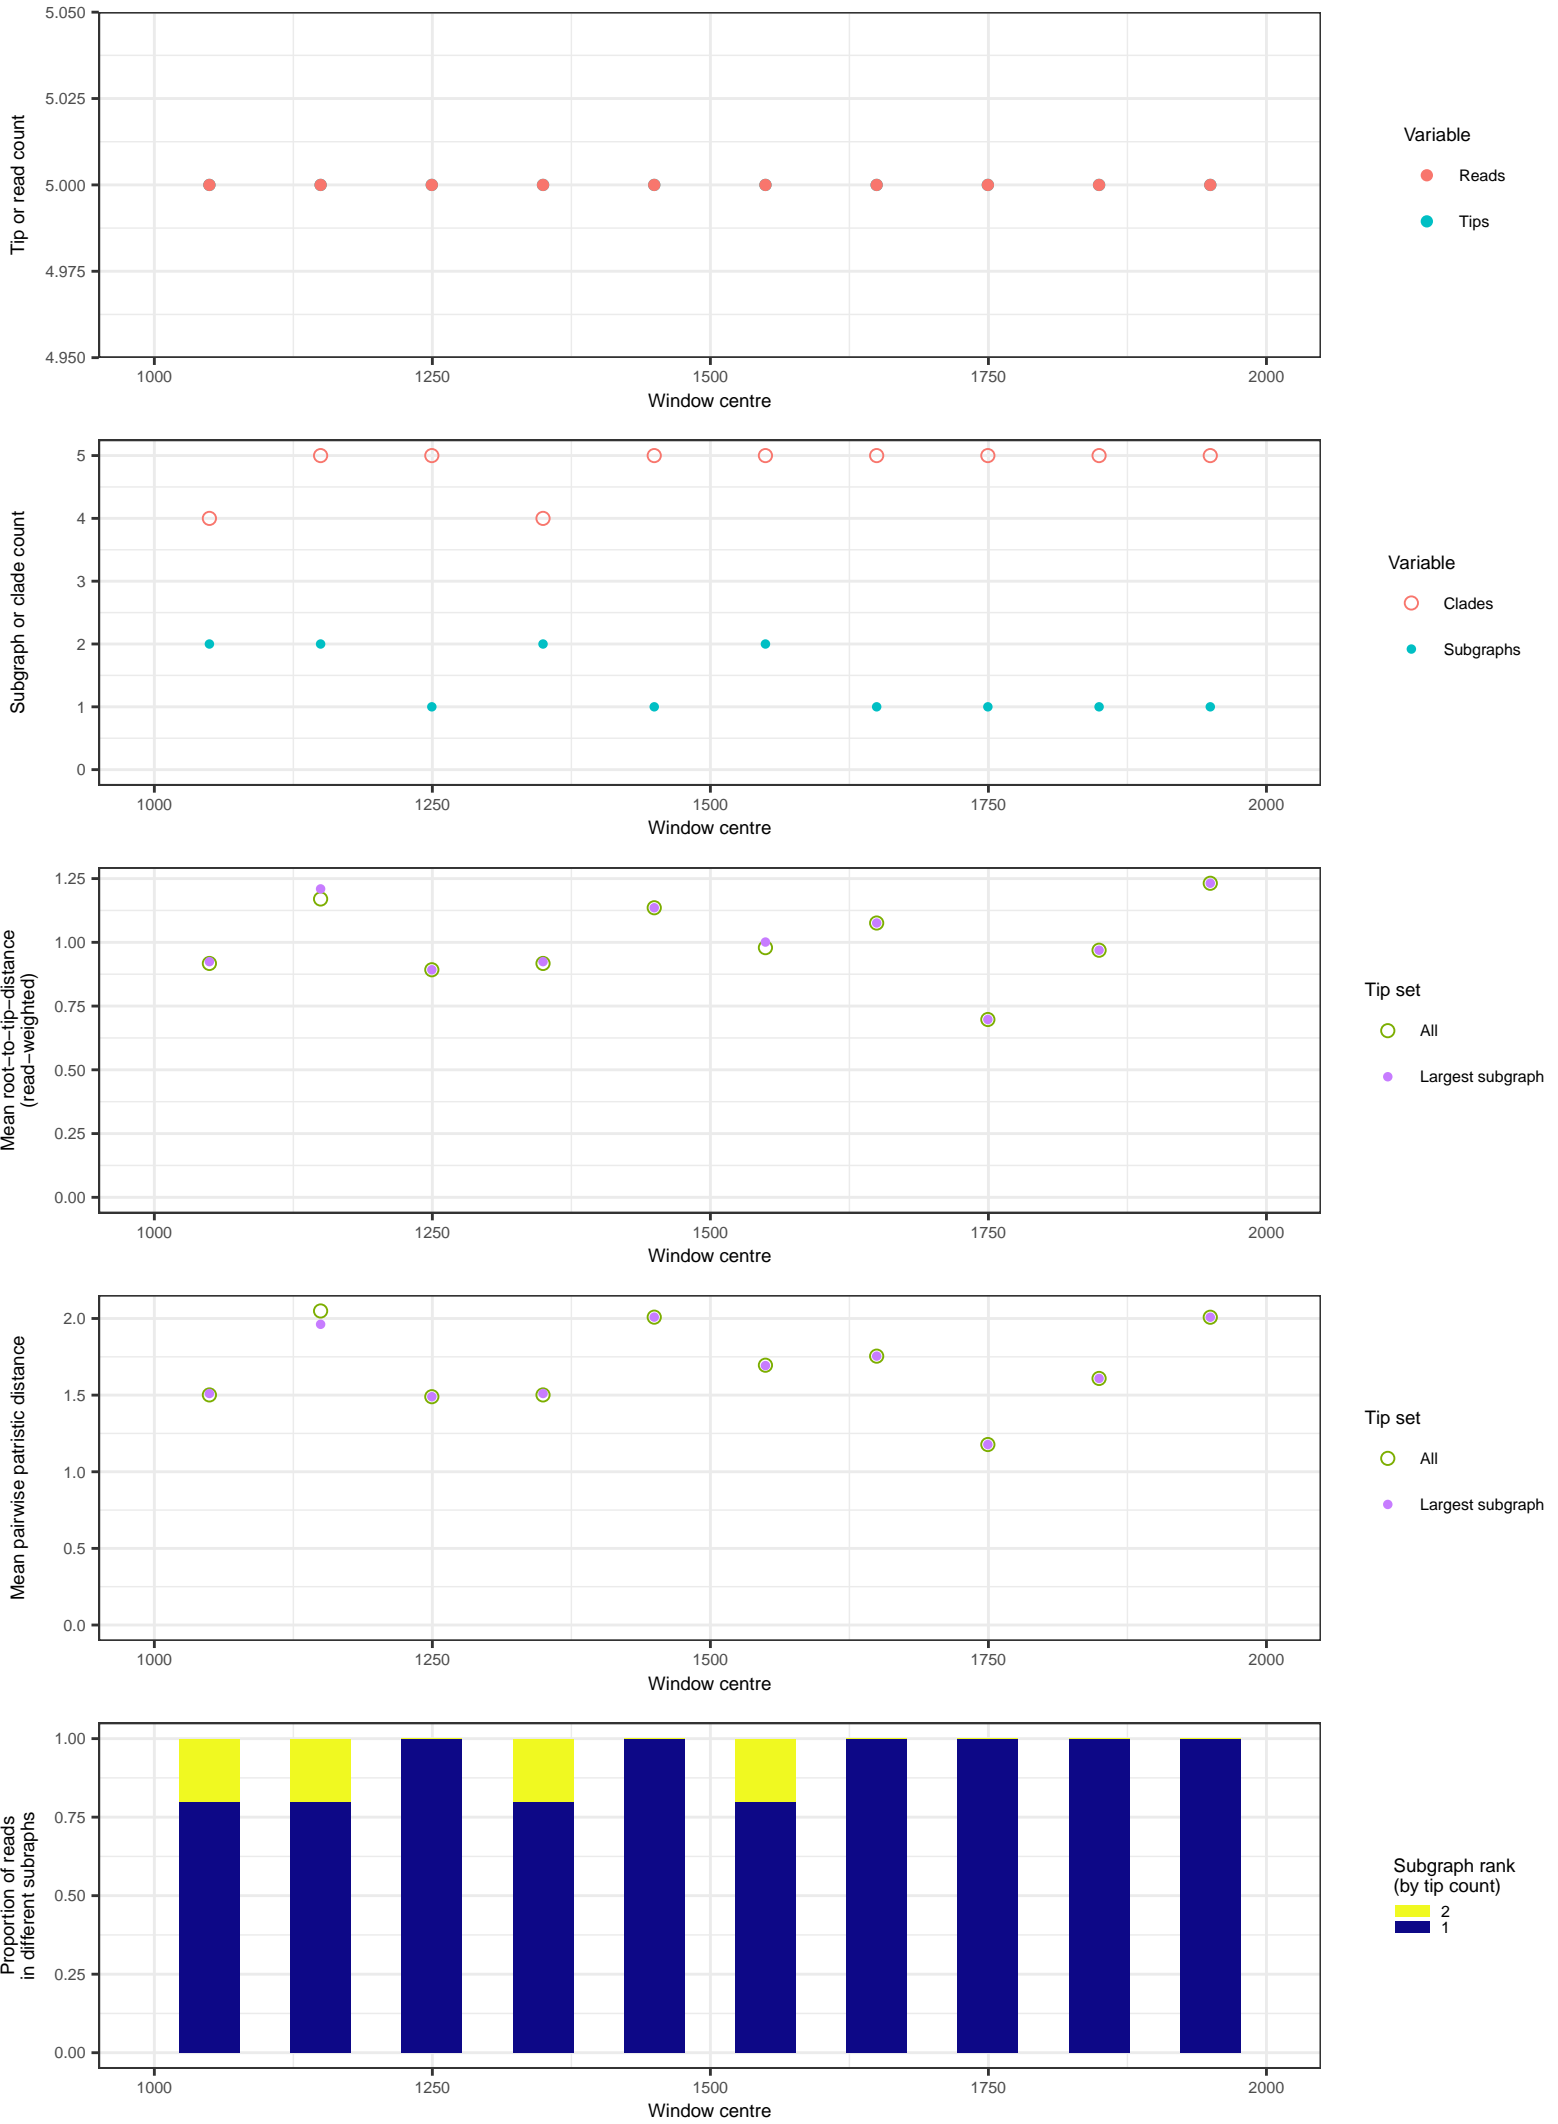 5.050
5.025
5.000
4.975
4.950
Tip or read count
1000 1250 1500 1750 2000
Window centre
Variable
Reads
Tips
5
4
3
2
1
0
Subgraph or clade count
1000 1250 1500 1750 2000
Window centre
Variable
Clades
Subgraphs
1.25
1.00
0.75
0.50
0.25
0.00
Mean root−to−tip−distance
(read−weighted)
1000 1250 1500 1750 2000
Window centre
Tip set
All
Largest subgraph
2.0
1.5
1.0
0.5
0.0
Mean pairwise patristic distance
1000 1250 1500 1750 2000
Window centre
Tip set
All
Largest subgraph
1.00
0.75
0.50
0.25
0.00
Proportion of reads
in different subraphs
1000 1250 1500 1750 2000
Window centre
Subgraph rank
(by tip count)
2
1